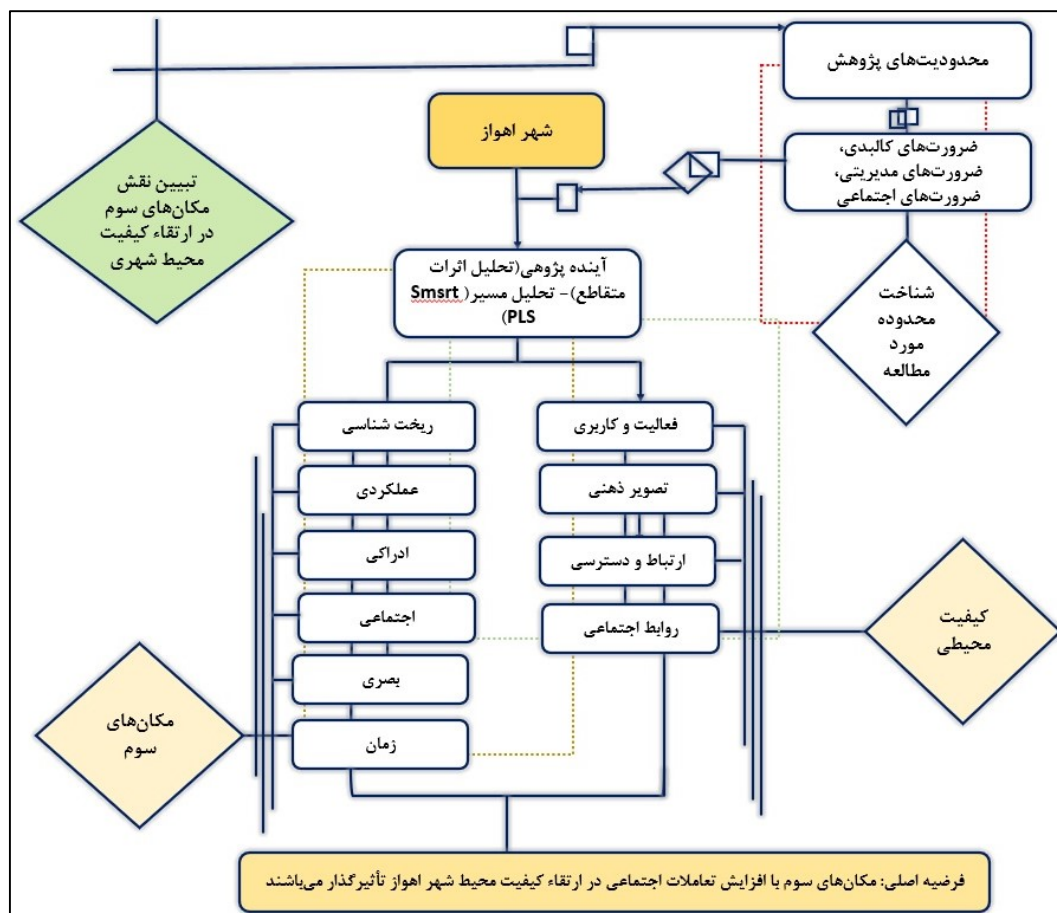 محدودیت‌های پژوهش
شهر اهواز
ضرورت‌های کالبدی،
ضرورت‌های مدیریتی،
ضرورت‌های اجتماعی
تبیین نقش
مکان‌های سوم
در ارتقاء کیفیت
محیط شهری
آینده پژوهی(تحلیل اثرات
متقاطع)- تحلیل مسیر( Smsrt
PLS)
شناخت
محدوده
مورد
مطالعه
ریخت شناسی
فعالیت و کاربری
عملکردی
تصویر ذهنی
ادراکی
ارتباط و دسترسی
اجتماعی
روابط اجتماعی
کیفیت
محیطی
بصری
مکان‌های
سوم
زمان
فرضیه اصلی: مکان‌های سوم با افزایش تعاملات اجتماعی در ارتقاء کیفیت محیط شهر اهواز تأثیرگذار می‌باشند